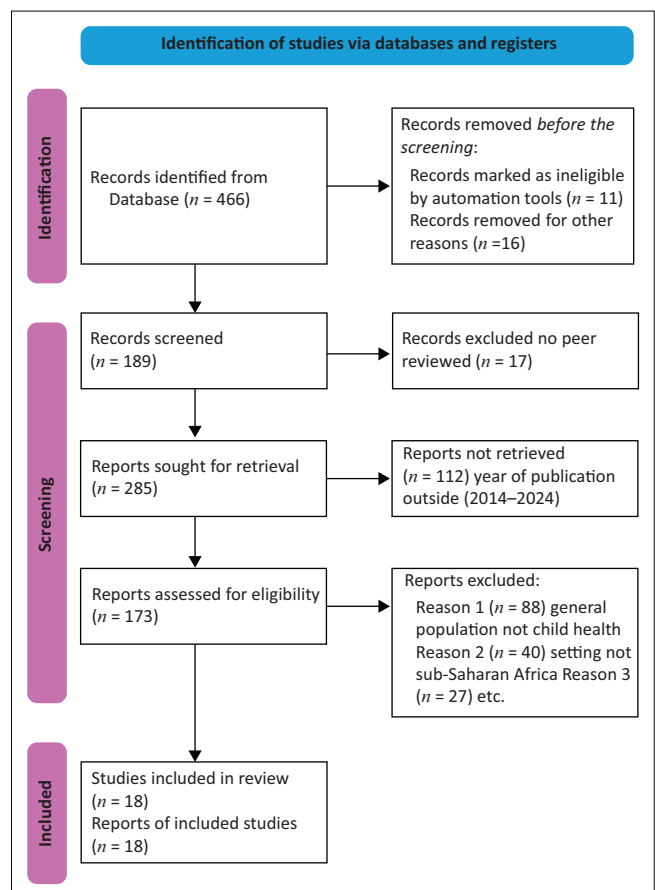 Identification of studies via databases and registers
Identification
Records identified from
Database (n = 466)
Records removed before the
screening:
Records marked as ineligible
by automation tools (n = 11)
Records removed for other
reasons (n =16)
Screening
Records screened
(n = 189)
Records excluded no peer
reviewed (n = 17)
Reports sought for retrieval
(n = 285)
Reports not retrieved
(n = 112) year of publication
outside (2014–2024)
Reports assessed for eligibility
(n = 173)
Reports excluded:
Reason 1 (n = 88) general
population not child health
Reason 2 (n = 40) setting not
sub-Saharan Africa Reason 3
(n = 27) etc.
Included
Studies included in review
(n = 18)
Reports of included studies
(n = 18)